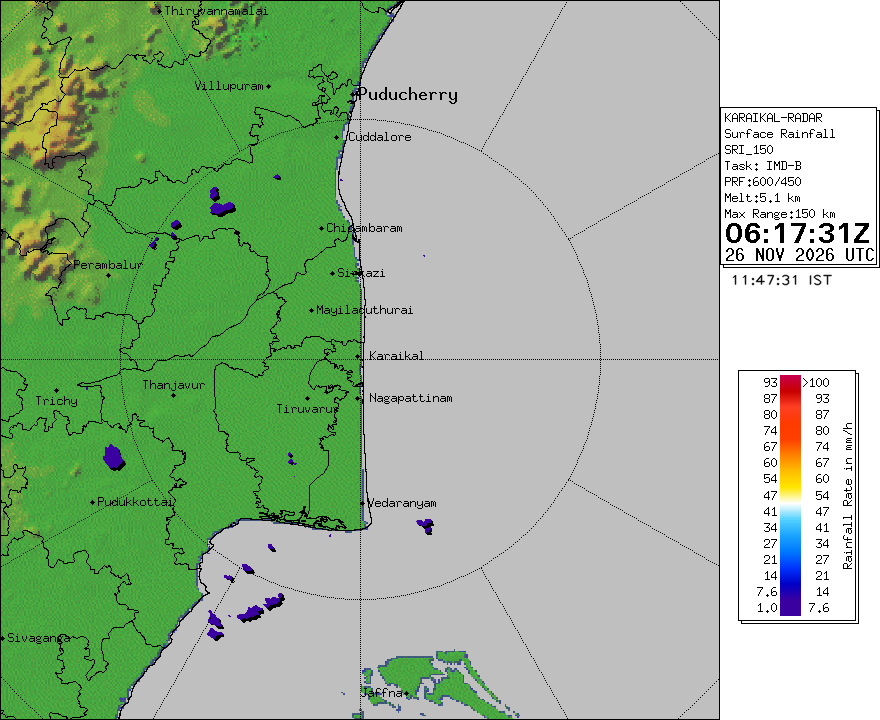 Thiruvannamalai
Villupuram
Puducherry
Cuddalore
Chidambaram
Perambalur
Sirkazi
Mayiladuthurai
Karaikal
Thanjavur
Trichy
Tiruvarur
Nagapattinam
Pudukkottai
Vedaranyam
Sivaganga
Jaffna
KARAIKAL-RADAR
Surface Rainfall
SRI_150
Task: IMD-B
PRF:600/450
Melt:5.1 km
Max Range:150 km
06:17:31Z
26 NOV 2026 UTC
11:47:31 IST
93 >100
87 93
80 87
74 80
67 74
60 67
54 60
47 54
41 47
34 41
27 34
21 27
14 21
7.6 14
1.0 7.6
Rainfall Rate in mm/h